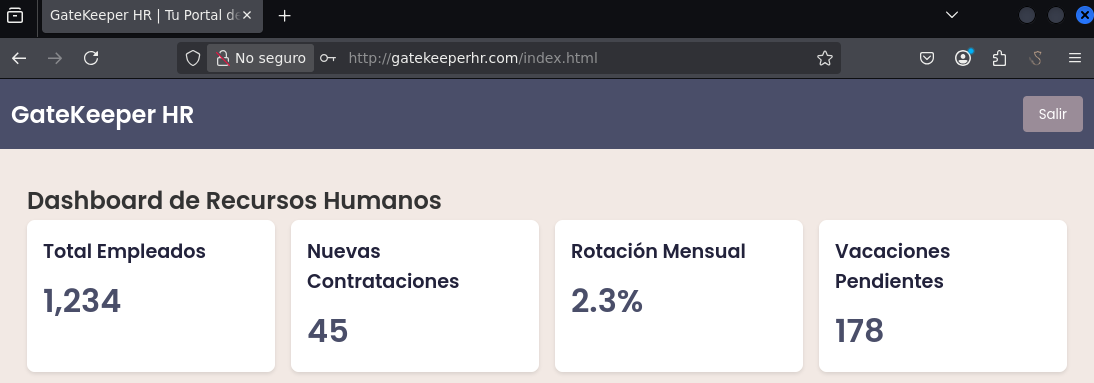 GateKeeper HR | Tu Portal de
No seguro
http://gatekeeperhr.com/index.html
GateKeeper HR
Salir
Dashboard de Recursos Humanos
Total Empleados
1,234
Nuevas
Contrataciones
45
Rotación Mensual
2.3%
Vacaciones
Pendientes
178